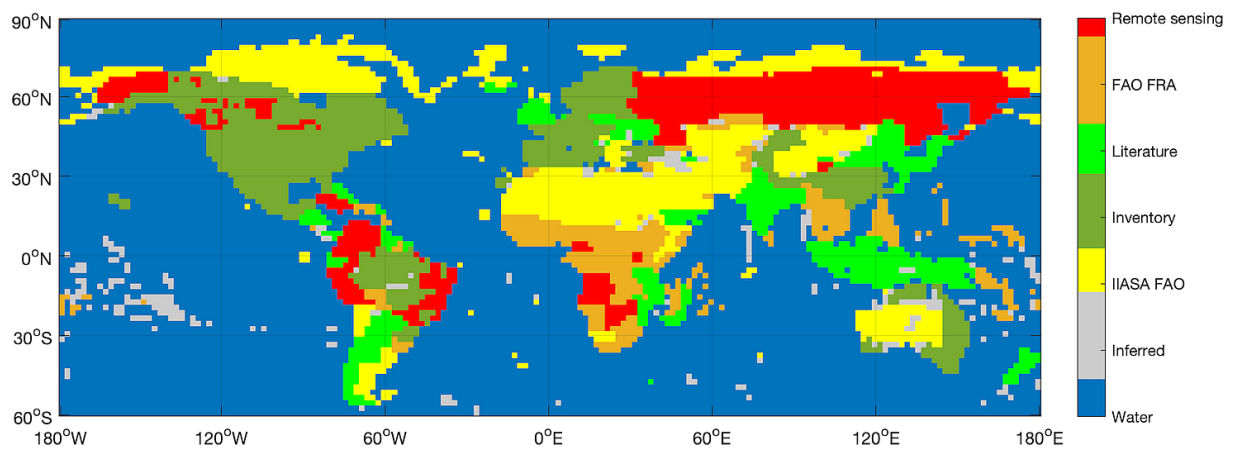 90°N
60°N
30°N
0°N
30°S
60°S
180°W
120°W
60°W
0°E
60°E
120°E
180°E
Remote sensing
FAO FRA
Literature
Inventory
IIASA FAO
Inferred
Water